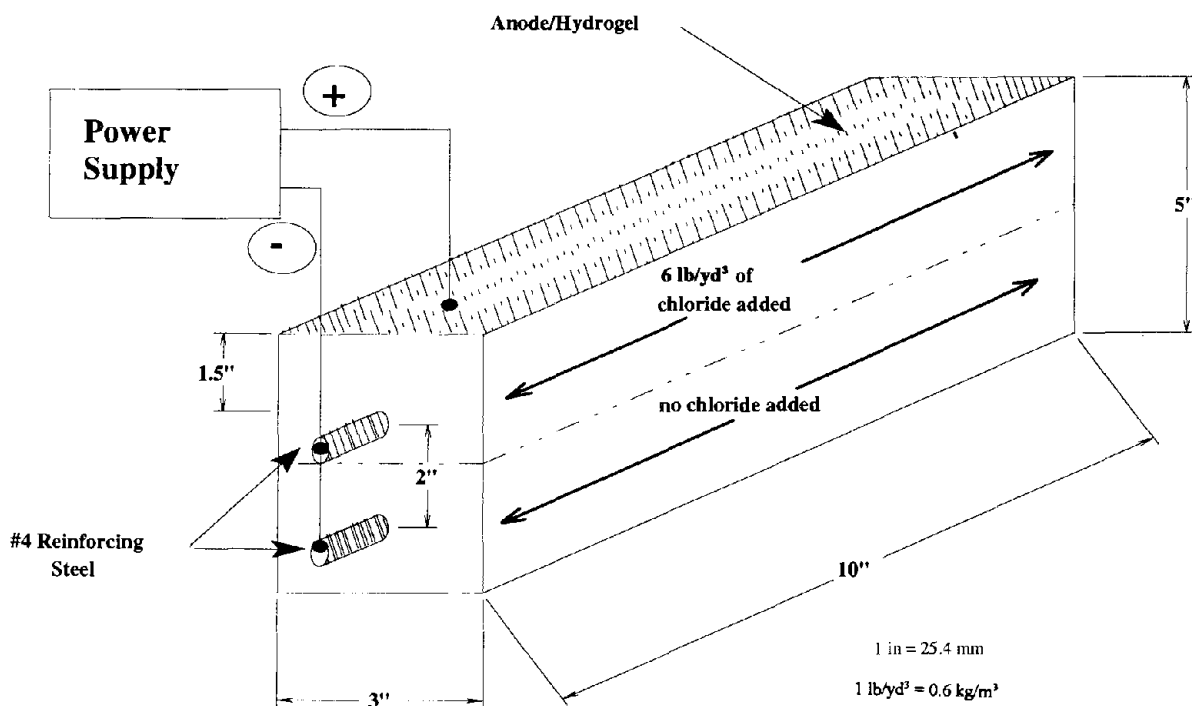 Anode/Hydrogel
+
Power
Supply
-
5"
6 lb/yd³ of
chloride added
1.5"
no chloride added
2"
#4 Reinforcing
Steel
10"
1 in = 25.4 mm
1 lb/yd³ = 0.6 kg/m³
3"